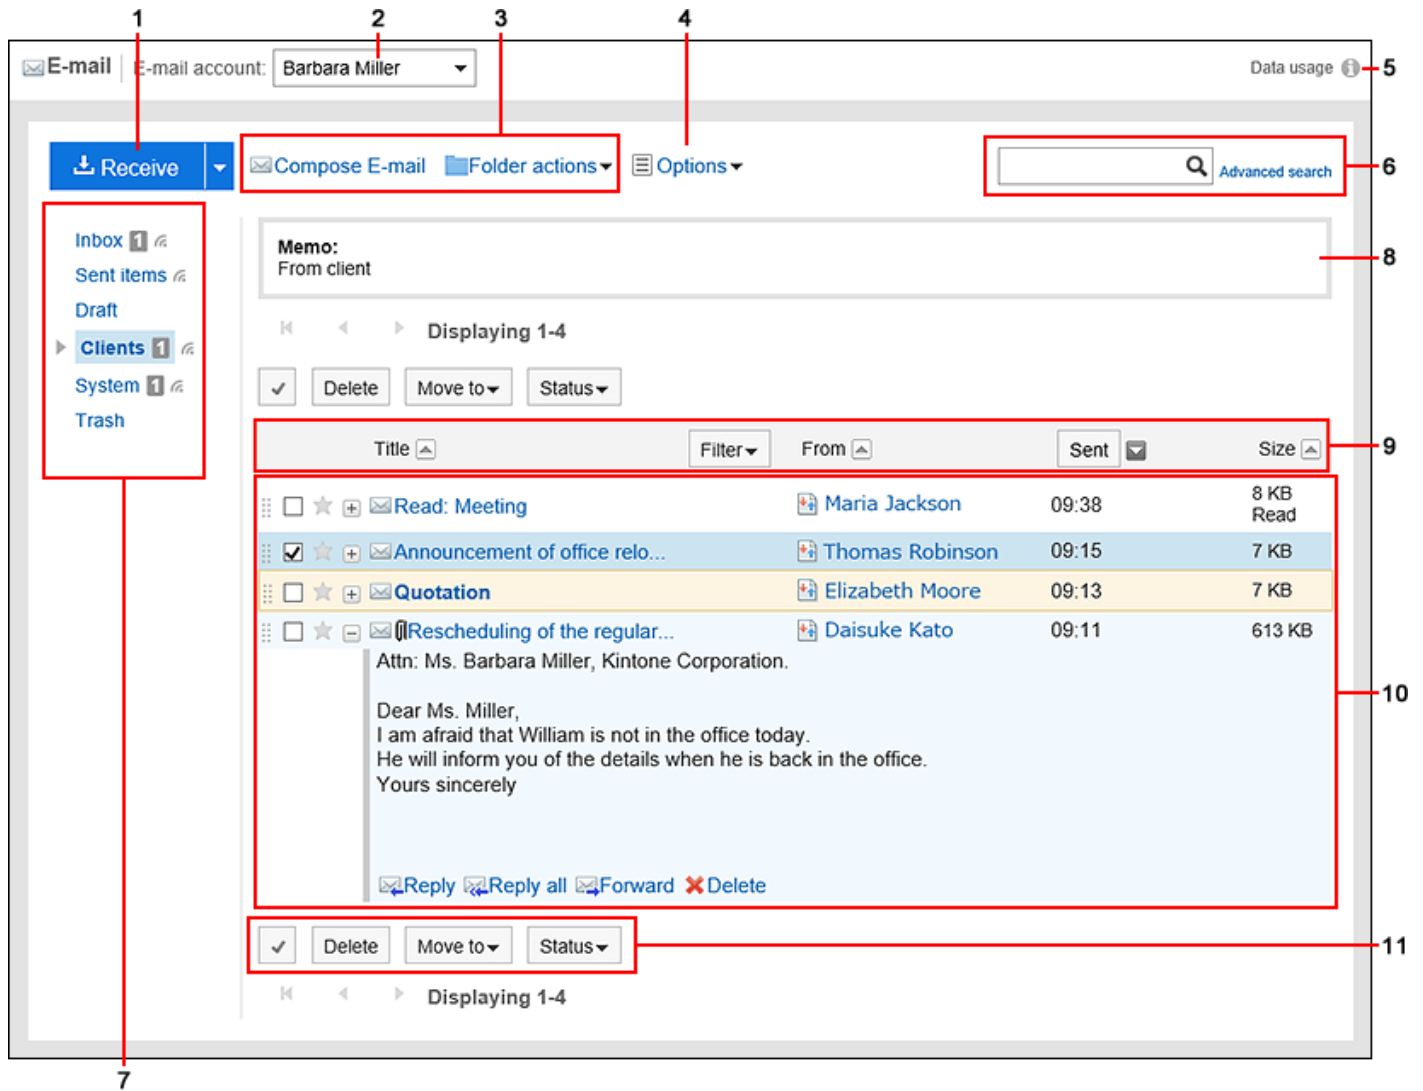 1 2 3 4
E-mail E-mail account: Barbara Miller Data usage 5
Receive Compose E-mail Folder actions Options Advanced search 6
Inbox 1
Sent items
Draft
Clients 1
System 1
Trash
7
Memo:
From client
8
Displaying 1-4
Delete Move to Status
Title Filter From Sent Size 9
Read: Meeting Maria Jackson 09:38 8 KB
Read
Announcement of office relo... Thomas Robinson 09:15 7 KB
Quotation Elizabeth Moore 09:13 7 KB
Rescheduling of the regular... Daisuke Kato 09:11 613 KB
Attn: Ms. Barbara Miller, Kintone Corporation.
10
Dear Ms. Miller,
I am afraid that William is not in the office today.
He will inform you of the details when he is back in the office.
Yours sincerely
Reply Reply all Forward Delete
Delete Move to Status 11
Displaying 1-4